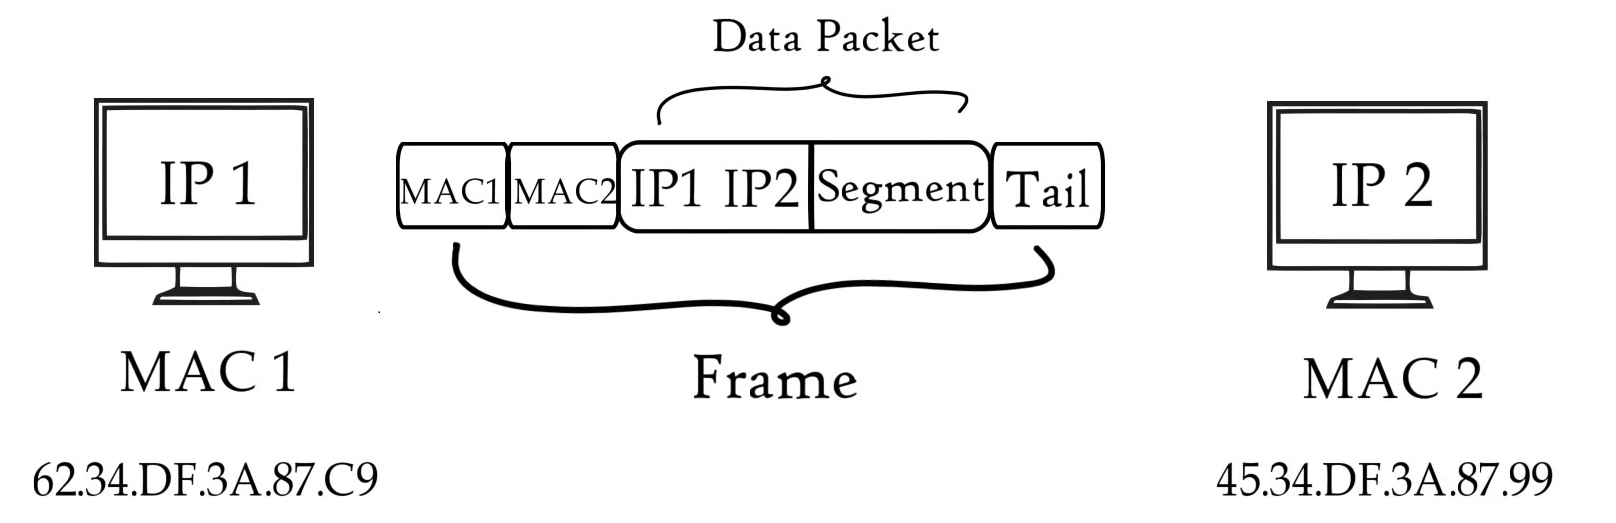 Data Packet
IP 1
MAC1 MAC2 IP1 IP2 Segment Tail
IP 2
Frame
MAC 1
MAC 2
62.34.DF.3A.87.C9
45.34.DF.3A.87.99